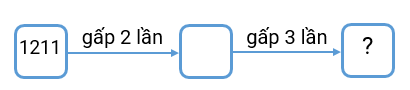 1211 gấp 2 lần gấp 3 lần ?